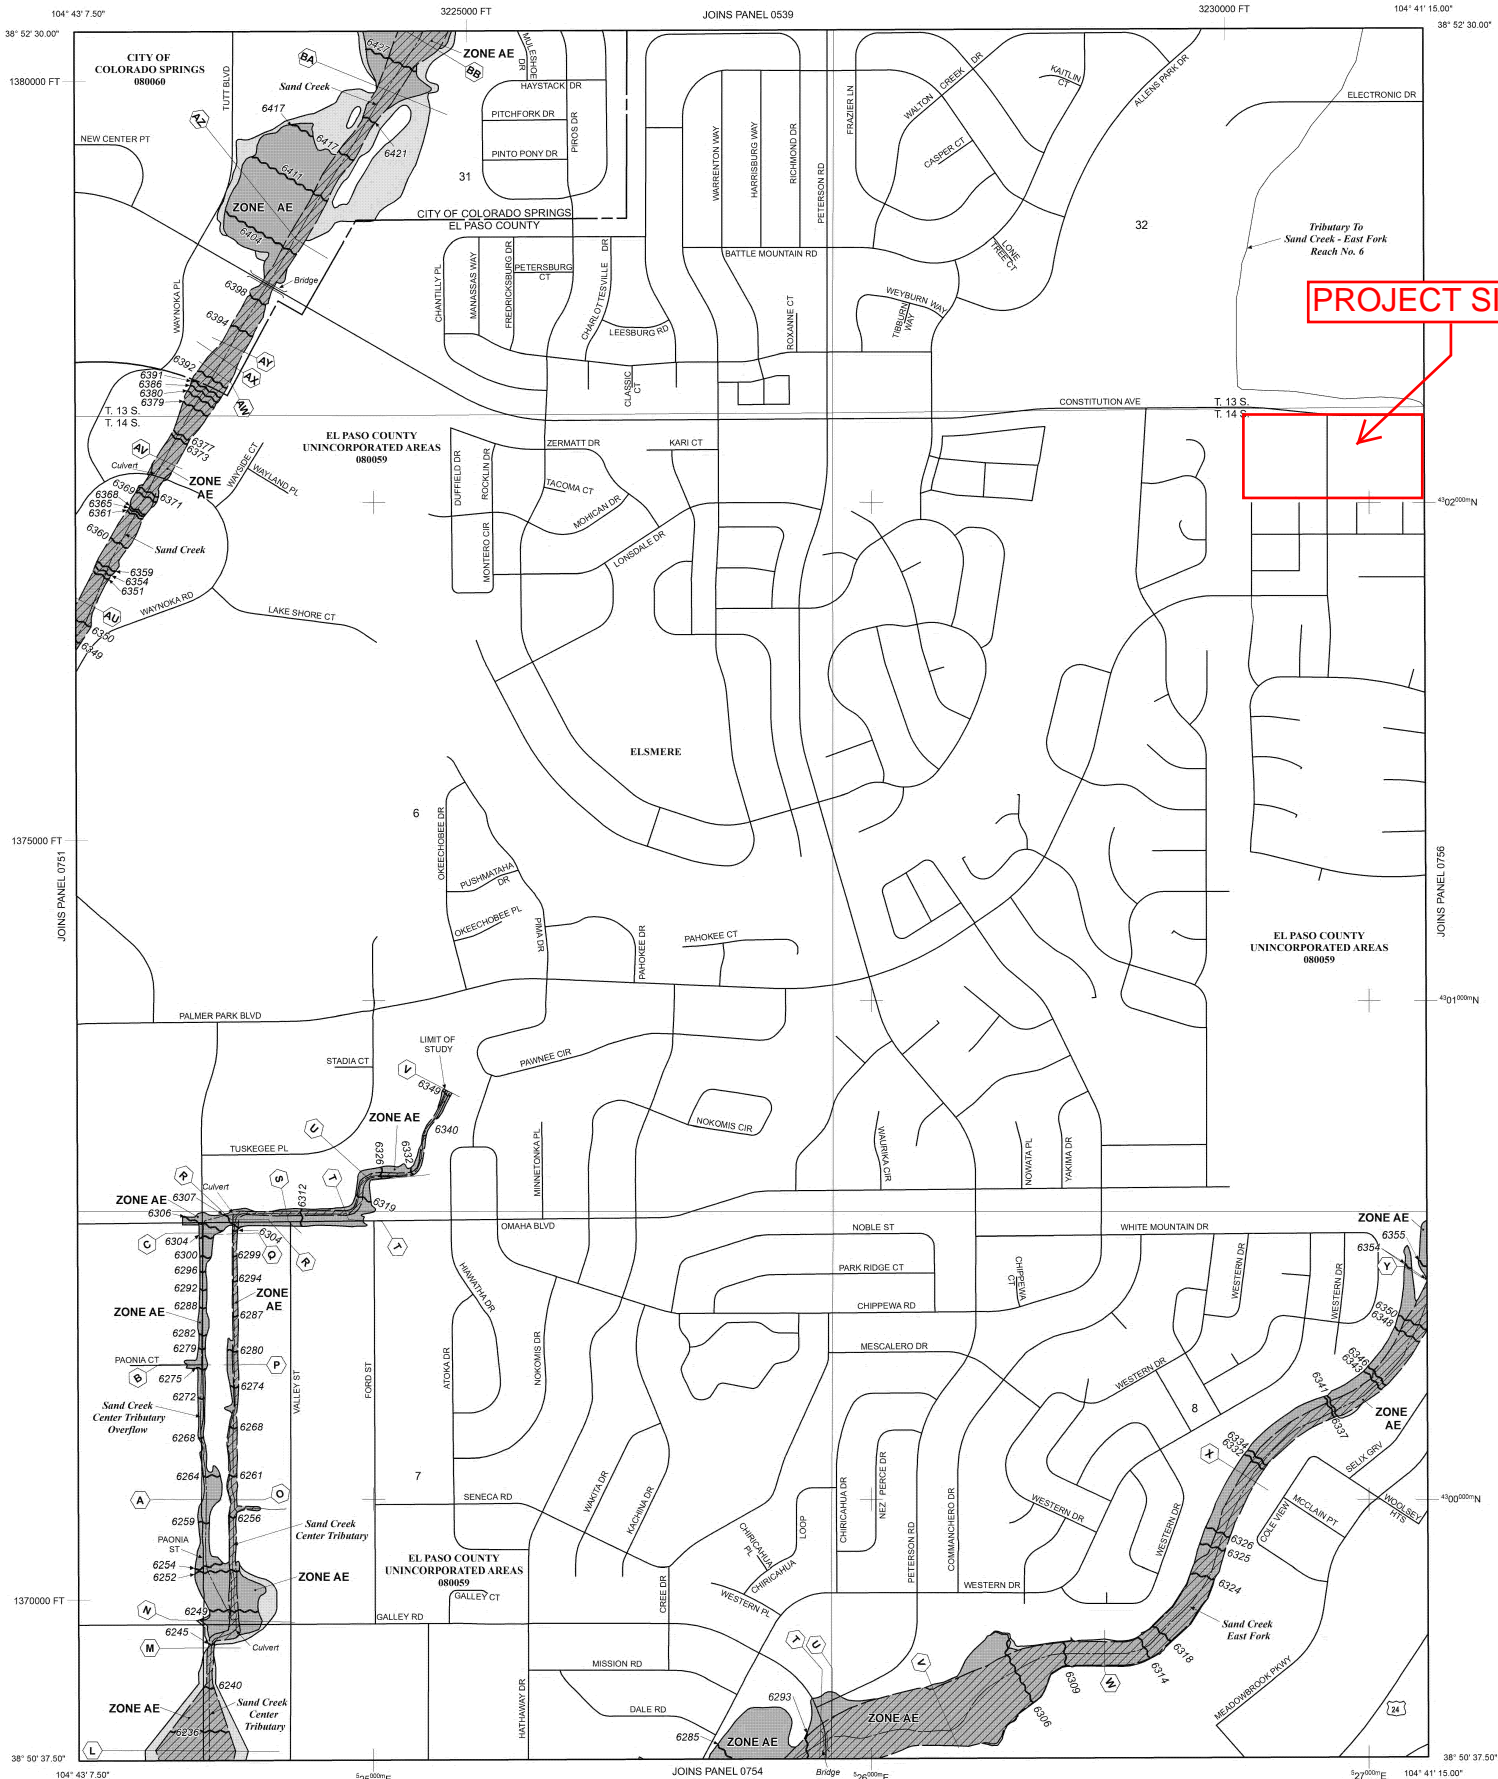 104° 43' 7.50"
3225000 FT
JOINS PANEL 0539
3230000 FT
104° 41' 15.00"
38° 52' 30.00"
38° 52' 30.00"
CITY OF
COLORADO SPRINGS
080060
1380000 FT
TUTT BLVD
NEW CENTER PT
Sand Creek
BA
6427
ZONE AE
BB
MULESHOE
DR
HAYSTACK DR
PITCHFORK DR
PINTO PONY DR
PIROS DR
31
AZ
6417
6417
6421
6411
ZONE AE
6404
CITY OF COLORADO SPRINGS
EL PASO COUNTY
WARRENTON WAY
HARRISBURG WAY
RICHMOND DR
PETERSON RD
FRAZIER LN
WALTON CREEK DR
KAITLIN
CT
CASPER CT
ALLENS PARK DR
ELECTRONIC DR
32
LONE
TREE CT
Tributary To
Sand Creek - East Fork
Reach No. 6
BATTLE MOUNTAIN RD
PROJECT SI
CHANTILLY PL
MANASSAS WAY
FREDRICKSBURG DR
PETERSBURG
CT
CHARLOTTESVILLE DR
LEESBURG RD
CLASSIC
CT
ROXANNE CT
WEYBURN WAY
TIBBURN
WAY
WAYNOKA PL
Bridge
6398
6394
6392
6391
6386
6380
6379
AY
AX
AW
T. 13 S.
T. 14 S.
CONSTITUTION AVE
T. 13 S.
T. 14 S.
EL PASO COUNTY
UNINCORPORATED AREAS
080059
AV
6377
6373
Culvert
ZONE
AE
WAYSIDE CT
WAYLAND PL
6369
6368
6365
6361
6371
6360
Sand Creek
6359
6354
6351
WAYNOKA RD
LAKE SHORE CT
AU
6350
6349
DUFFIELD DR
ROCKLIN DR
MONTERO CIR
ZERMATT DR
TACOMA CT
MOHICAN DR
LONSDALE DR
KARI CT
4302000mN
ELSMERE
6
1375000 FT
JOINS PANEL 0751
JOINS PANEL 0756
OKEECHOBEE DR
PUSHMATAHA
DR
OKEECHOBEE PL
PIMA DR
PAHOKEE DR
PAHOKEE CT
EL PASO COUNTY
UNINCORPORATED AREAS
080059
4301000mN
PALMER PARK BLVD
STADIA CT
LIMIT OF
STUDY
PAWNEE CIR
V
6349
6340
ZONE AE
6326
6332
U
TUSKEGEE PL
NOKOMIS CIR
MINNETONKA PL
WAURIKA CIR
NOWATA PL
YAKIMA DR
R
Culvert
S
T
6312
6319
ZONE AE
6307
6306
OMAHA BLVD
NOBLE ST
WHITE MOUNTAIN DR
ZONE AE
6355
6354
Y
C
6304
6304
Q
R
T
6300
6299
6296
6294
6292
ZONE
AE
6288
6287
ZONE AE
6282
6279
6280
P
PAONIA CT
B
6275
6274
6272
Sand Creek
Center Tributary
Overflow
6268
6268
VALLEY ST
FORD ST
HIAWATHA DR
ATOKA DR
NOKOMIS DR
PARK RIDGE CT
CHIPPEWA RD
CHIPPEWA
CT
MESCALERO DR
WESTERN DR
WESTERN DR
WESTERN DR
6350
6348
6346
6343
6341
6337
ZONE
AE
8
7
6264
6261
A
O
6259
6256
Sand Creek
Center Tributary
PAONIA
ST
6254
6252
ZONE AE
6249
N
SENECA RD
WAKITA DR
KACHINA DR
CHIRICAHUA
PL
CHIRICAHUA
LOOP
CHIRICAHUA DR
NEZ PERCE DR
PETERSON RD
COMMANCHERO DR
WESTERN DR
WESTERN DR
X
6334
6332
SELIX GRV
COLE VIEW
MCCLAIN PT
WOOLSEY
HTS
4300000mN
6326
6325
6324
EL PASO COUNTY
UNINCORPORATED AREAS
080059
GALLEY CT
CREE DR
WESTERN PL
WESTERN DR
1370000 FT
GALLEY RD
6245
M
Culvert
MISSION RD
DALE RD
HATHAWAY DR
T
U
V
W
6318
6314
6309
6306
Sand Creek
East Fork
MEADOWBROOK PKWY
24
6240
ZONE AE
Sand Creek
Center
Tributary
6236
L
6293
6285
ZONE AE
ZONE AE
38° 50' 37.50"
38° 50' 37.50"
104° 43' 7.50"
525000mE
JOINS PANEL 0754
Bridge
526000mE
527000mE
104° 41' 15.00"